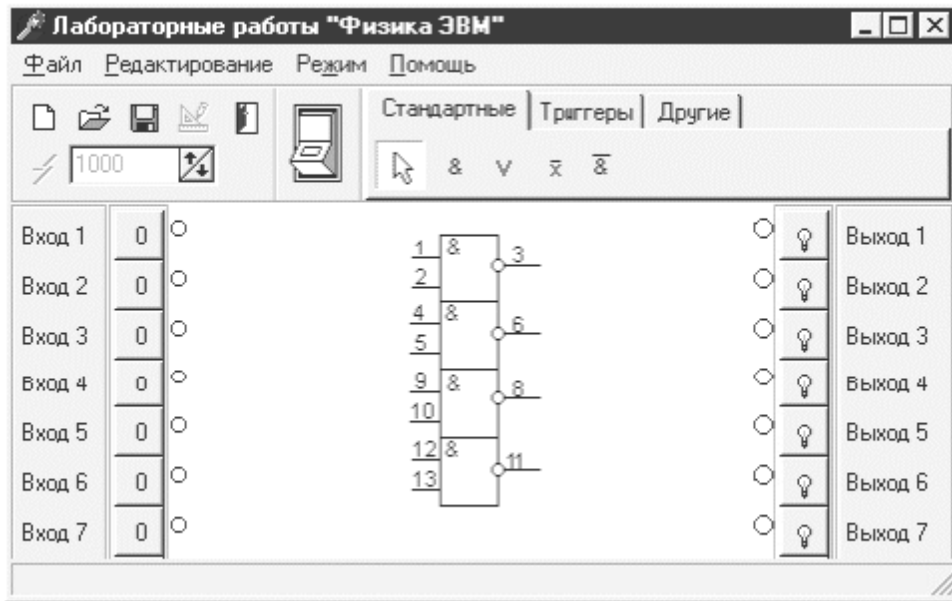 Лабораторные работы "Физика ЭВМ"
Файл Редактирование Режим Помощь
Стандартные Триггеры Другие
1000
& V x̅ &̅
Вход 1 0
Вход 2 0
Вход 3 0
Вход 4 0
Вход 5 0
Вход 6 0
Вход 7 0
1 & 3
2
4 & 6
5
9 & 8
10
12 & 11
13
Выход 1
Выход 2
Выход 3
Выход 4
Выход 5
Выход 6
Выход 7